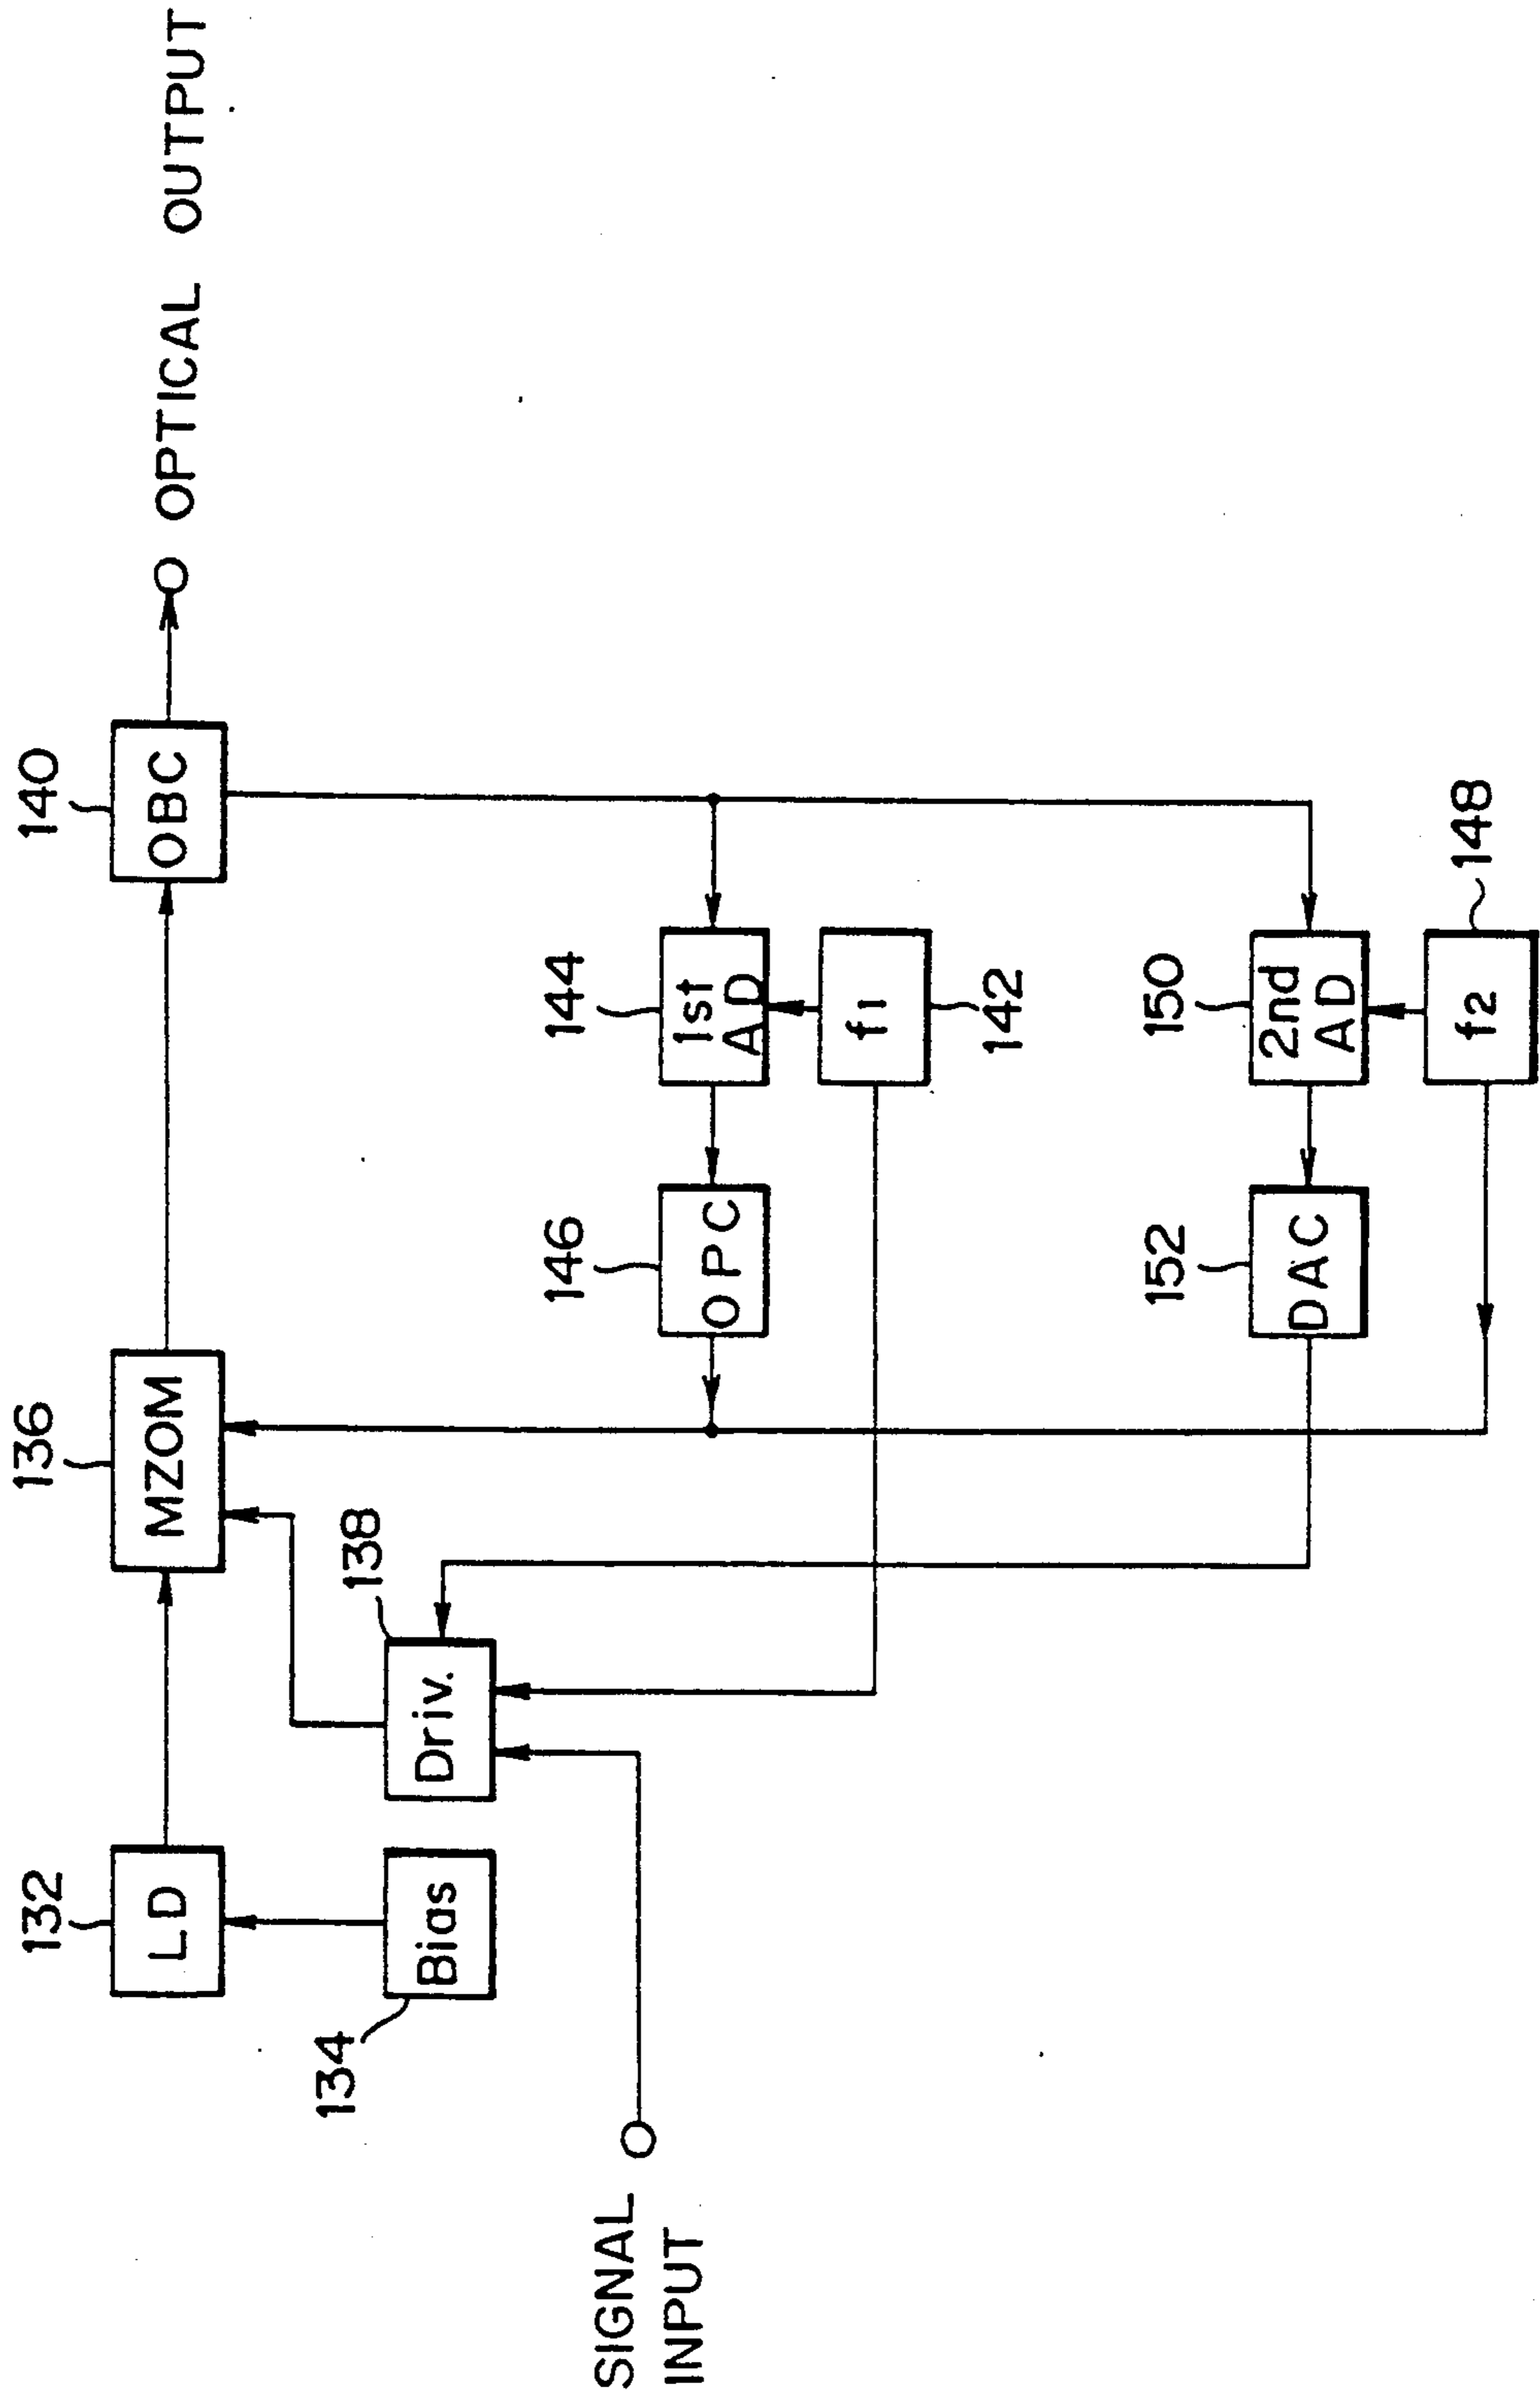 132
LD
134
Bias
SIGNAL
INPUT
136
MZOM
138
Driv.
140
OBC
OPTICAL OUTPUT
146
OPC
144
1st
AD
f1
142
152
DAC
150
2nd
AD
f2
148